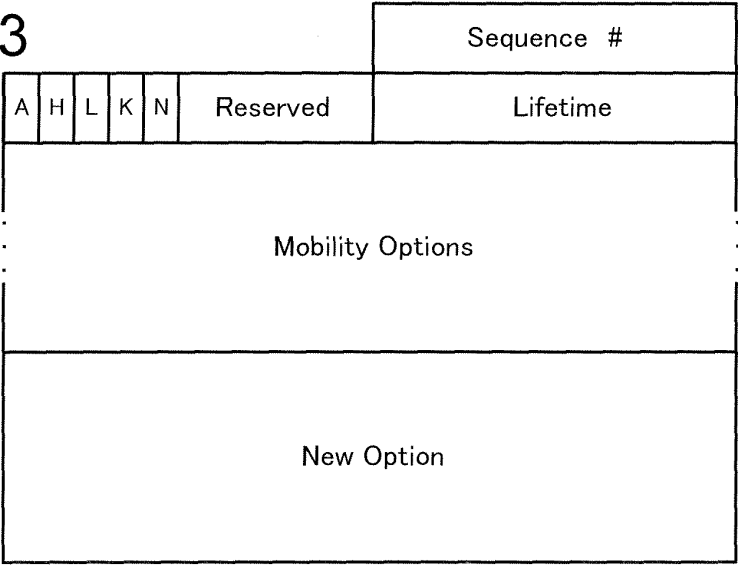 3
Sequence #
A H L K N Reserved Lifetime
Mobility Options
New Option